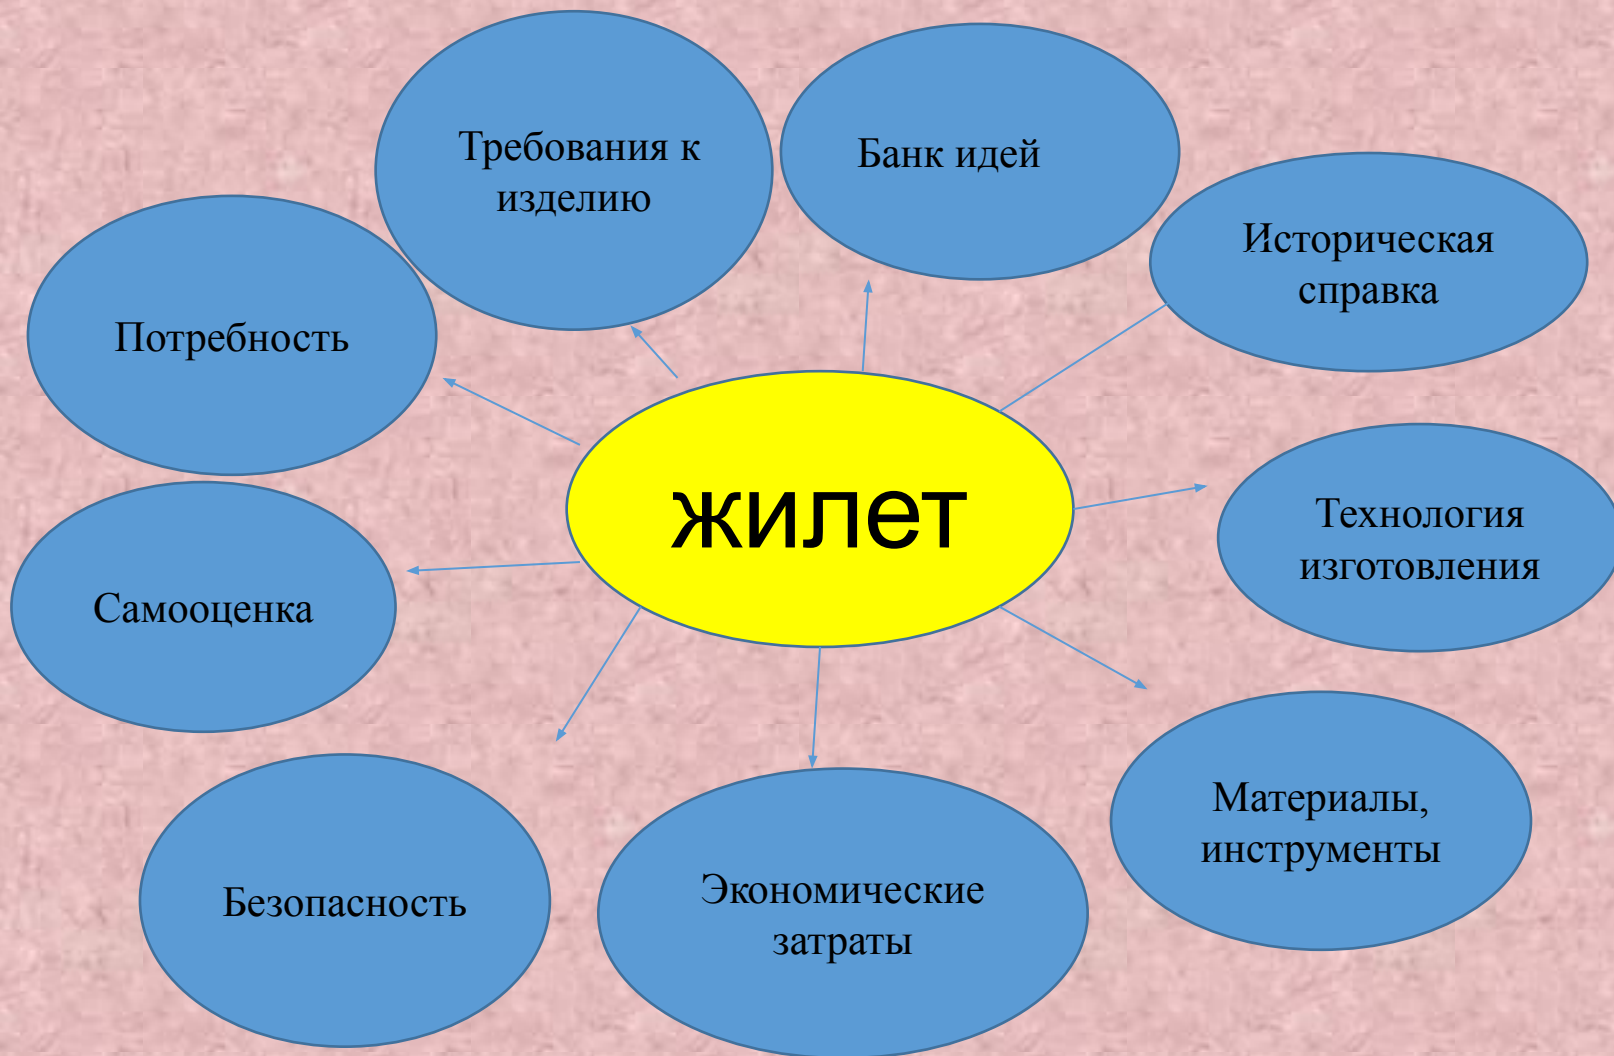 Требования к
изделию
Банк идей
Историческая
справка
Потребность
жилет
Технология
изготовления
Самооценка
Материалы,
инструменты
Безопасность
Экономические
затраты